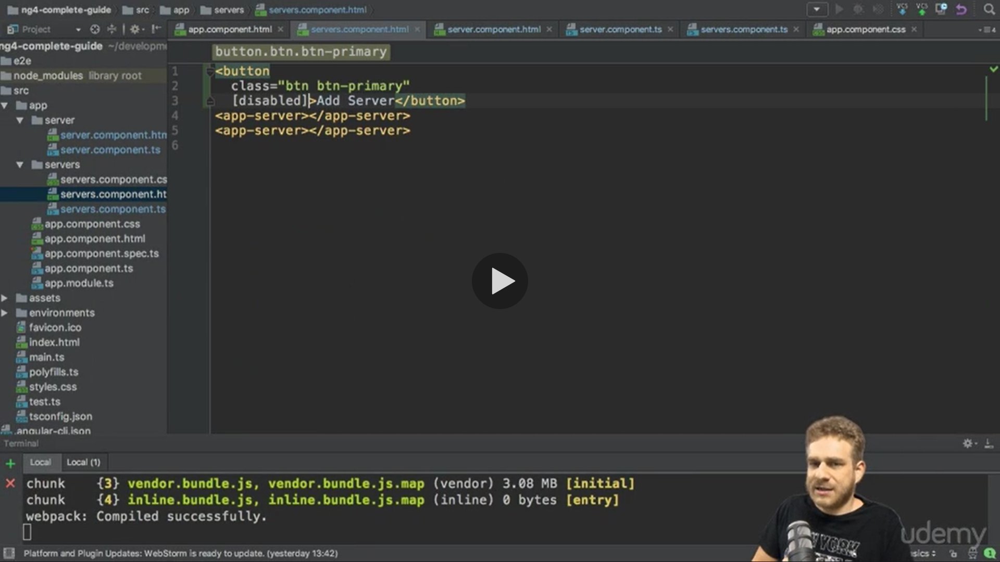 ng4-complete-guide src app servers servers.component.html
Project app.component.html servers.component.html server.component.html server.component.ts servers.component.ts app.component.css
ng4-complete-guide ~/developme
e2e
node_modules library root
src
app
server
server.component.htm
server.component.ts
servers
servers.component.cs
servers.component.ht
servers.component.ts
app.component.css
app.component.html
app.component.spec.ts
app.component.ts
app.module.ts
assets
environments
favicon.ico
index.html
main.ts
polyfills.ts
styles.css
test.ts
tsconfig.json
.angular-cli.json
button.btn.btn-primary
1 <button
2 class="btn btn-primary"
3 [disabled]>Add Server</button>
4 <app-server></app-server>
5 <app-server></app-server>
6
Terminal
Local Local (1)
chunk {3} vendor.bundle.js, vendor.bundle.js.map (vendor) 3.08 MB [initial]
chunk {4} inline.bundle.js, inline.bundle.js.map (inline) 0 bytes [entry]
webpack: Compiled successfully.
YORK
udemy
Platform and Plugin Updates: WebStorm is ready to update. (yesterday 13:42)